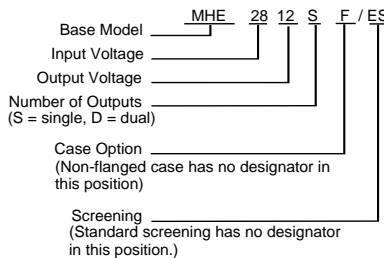 MHE 28 12 S F / ES
Base Model
Input Voltage
Output Voltage
Number of Outputs
(S = single, D = dual)
Case Option
(Non-flanged case has no designator in
this position)
Screening
(Standard screening has no designator
in this position.)